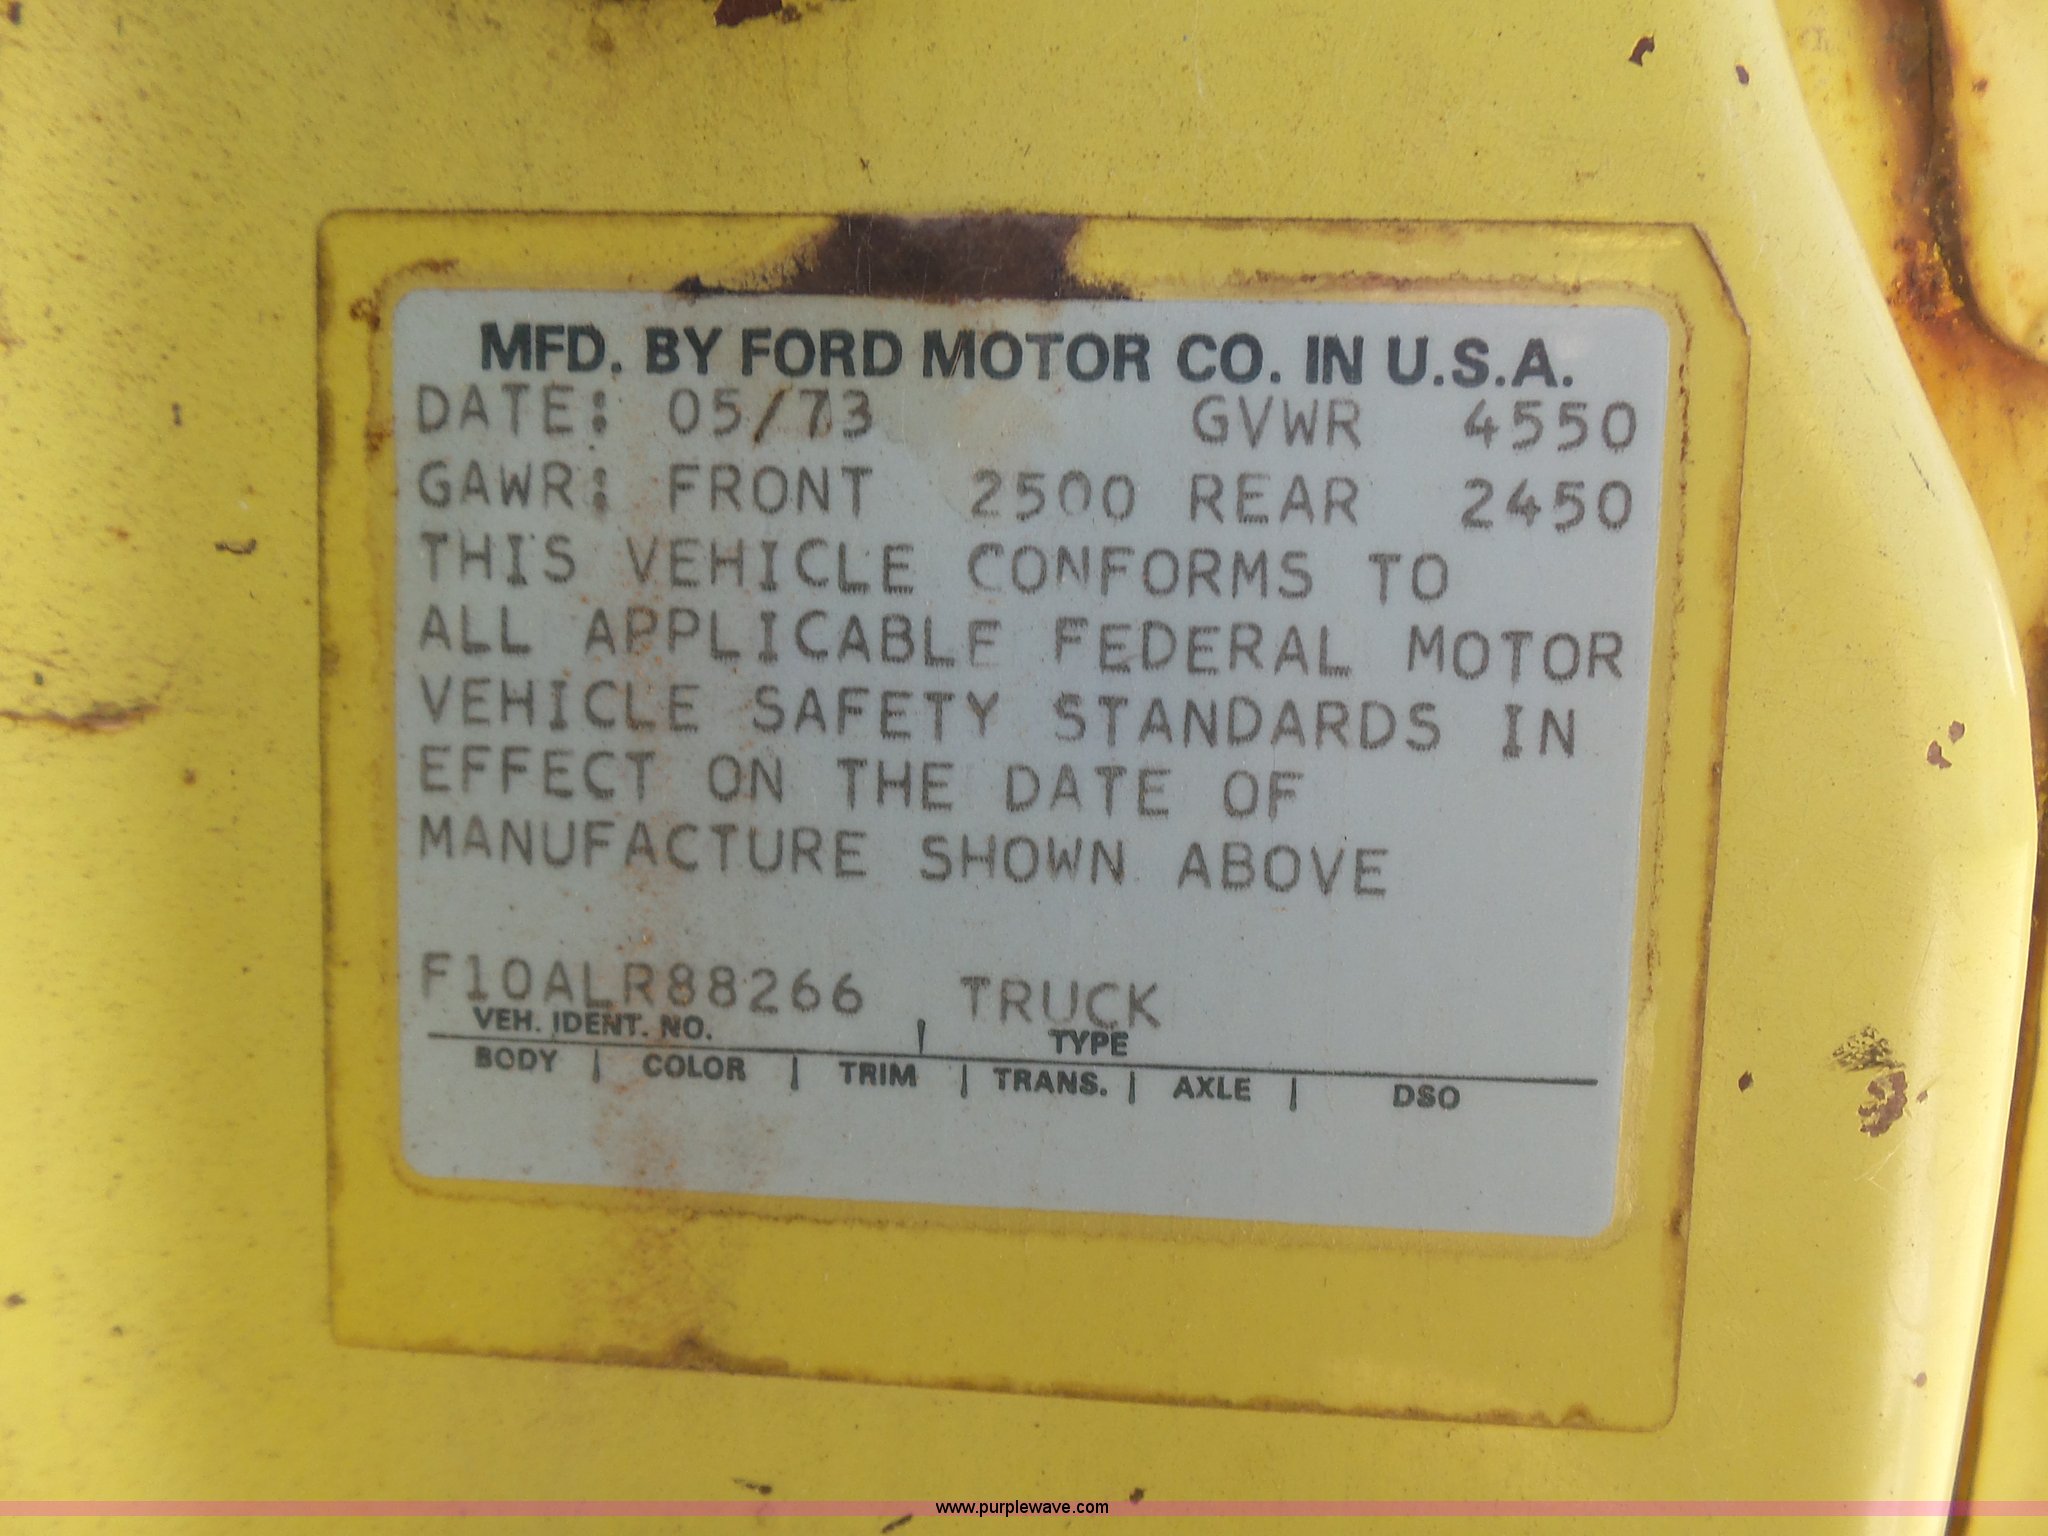 MFD. BY FORD MOTOR CO. IN U.S.A.
DATE: 05/73 GVWR 4550
GAWR: FRONT 2500 REAR 2450
THIS VEHICLE CONFORMS TO
ALL APPLICABLE FEDERAL MOTOR
VEHICLE SAFETY STANDARDS IN
EFFECT ON THE DATE OF
MANUFACTURE SHOWN ABOVE
F10ALR88266 TRUCK
VEH. IDENT. NO. | TYPE
BODY | COLOR | TRIM | TRANS. | AXLE | DSO
www.purplewave.com